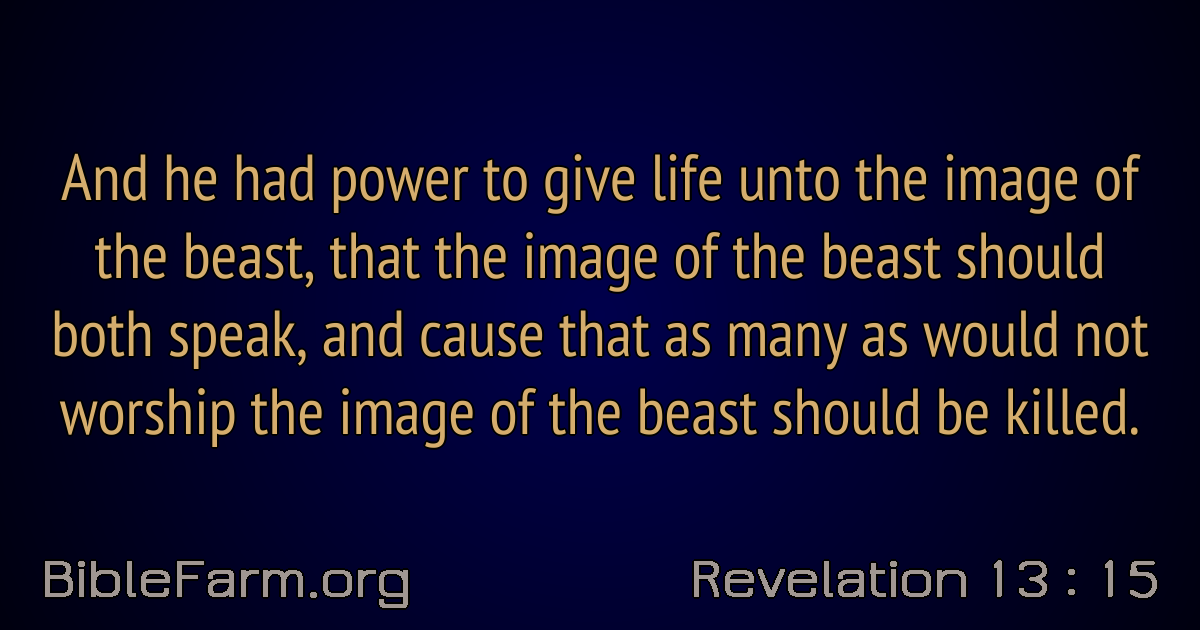 And he had power to give life unto the image of
the beast, that the image of the beast should
both speak, and cause that as many as would not
worship the image of the beast should be killed.
BibleFarm.org
Revelation 13 : 15